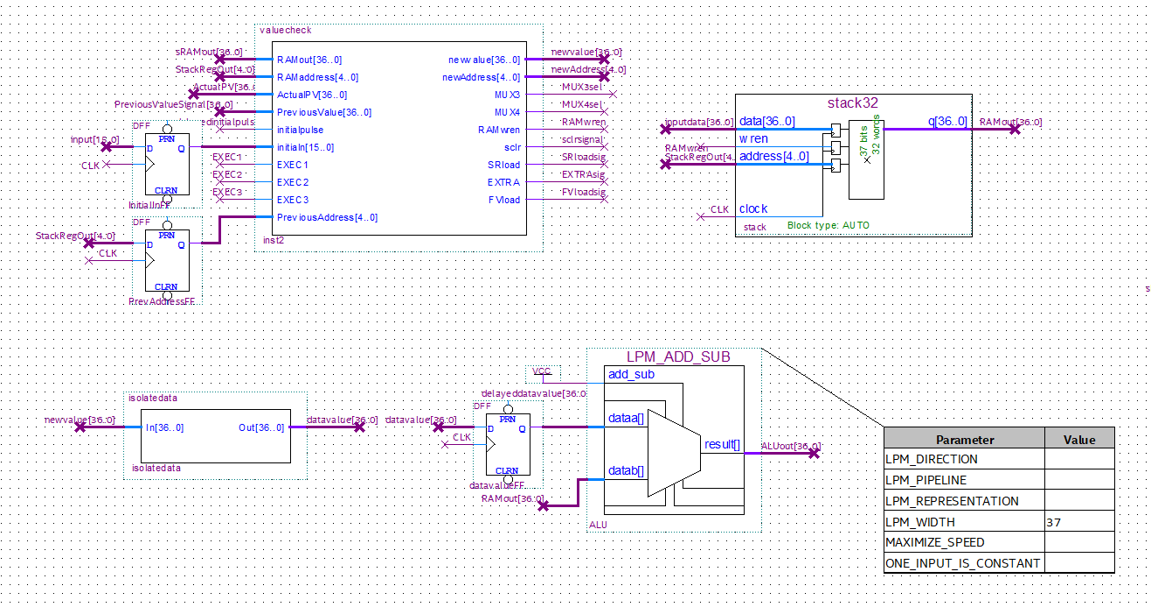 valuecheck
sRAMout[36..0]
RAMout[36..0]
newvalue[36..0]
newvalue[36..0]
StackRegOut[4..0]
RAMaddress[4..0]
newAddress[4..0]
newAddress[4..0]
ActualPV[36..
ActualPV[36..0]
MUX3
MUX3sel
PreviousValueSignal[36..0]
PreviousValue[36..0]
MUX4
MUX4sel
edinitialpuls
initialpulse
RAMwren
RAMwren
input[15..0]
initialn[15..0]
sclr
sclrsignal
EXEC1
EXEC1
SRload
SRloadsig
EXEC2
EXEC2
EXTRA
EXTRAsig
EXEC3
EXEC3
FVload
FVloadsig
PreviousAddress[4..0]
inst2
DFF
PRN
D
Q
CLK
CLRN
InitialInFF
DFF
StackRegOut[4..0]
PRN
D
Q
CLK
CLRN
PrevAddressFF
stack32
inputdata[36..0]
data[36..0]
q[36..0]
RAMout[36..0]
RAMwren
wren
StackRegOut[4..
address[4..0]
37 bits
32 words
CLK
clock
stack
Block type: AUTO
s
isolatedata
newvalue[36..0]
In[36..0]
Out[36..0]
datavalue[36..0]
isolatedata
delayeddatavalue[36..0
DFF
datavalue[36..0]
PRN
D
Q
CLK
CLRN
datavalueFF
RAMout[36..0]
VCC
LPM_ADD_SUB
add_sub
dataa[]
datab[]
result[]
ALUout[36..0]
ALU
Parameter Value
LPM_DIRECTION
LPM_PIPELINE
LPM_REPRESENTATION
LPM_WIDTH 37
MAXIMIZE_SPEED
ONE_INPUT_IS_CONSTANT